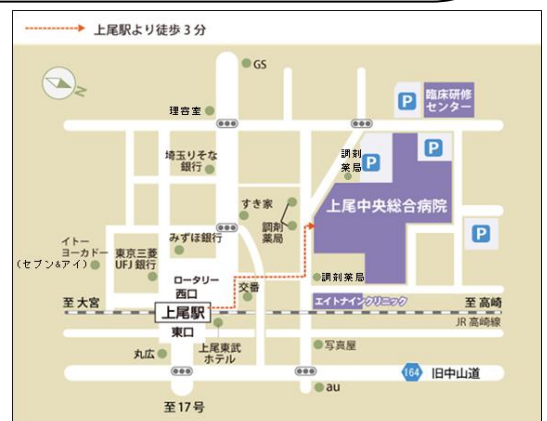 上尾駅より徒歩3分
GS
N
理容室
P
臨床研修
センター
埼玉りそな
銀行
調剤
薬局
P
P
すき家
上尾中央総合病院
調剤
薬局
みずほ銀行
P
イトー
ヨーカドー
(セブン&アイ)
東京三菱
UFJ銀行
ロータリー
西口
交番
調剤薬局
エイトナインクリニック
至 大宮
上尾駅
至 高崎
JR高崎線
東口
丸広
上尾東武
ホテル
写真屋
164
旧中山道
au
至17号